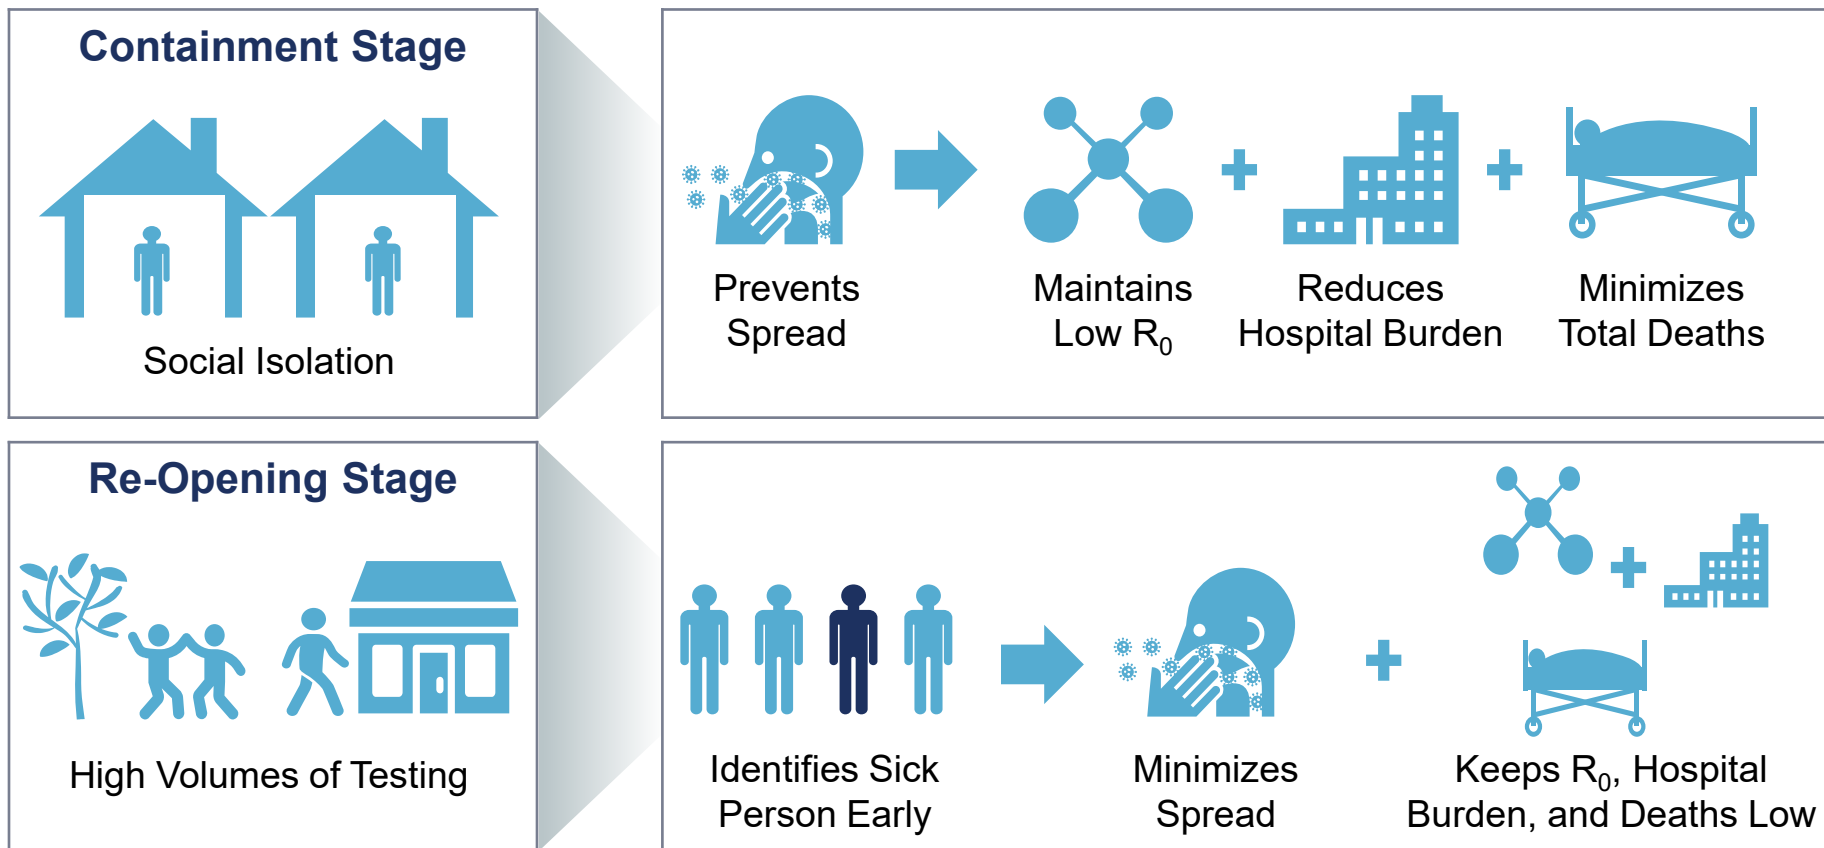 Containment Stage
Social Isolation
Prevents
Spread
Maintains
Low R₀
Reduces
Hospital Burden
Minimizes
Total Deaths
Re-Opening Stage
High Volumes of Testing
Identifies Sick
Person Early
Minimizes
Spread
Keeps R₀, Hospital
Burden, and Deaths Low